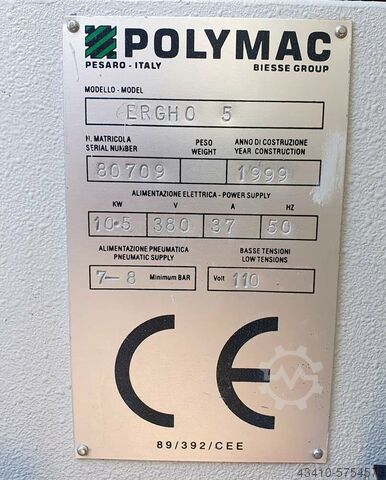 POLYMAC
PESARO - ITALY BIESSE GROUP
MODELLO - MODEL
ERGHO 5
N. MATRICOLA PESO ANNO DI COSTRUZIONE
SERIAL NUMBER WEIGHT YEAR CONSTRUCTION
80709 1999
ALIMENTAZIONE ELETTRICA - POWER SUPPLY
KW V A HZ
10.5 380 37 50
ALIMENTAZIONE PNEUMATICA BASSE TENSIONI
PNEUMATIC SUPPLY LOW TENSIONS
7-8 Minimum BAR Volt 110
CE
89/392/CEE
43410-575457